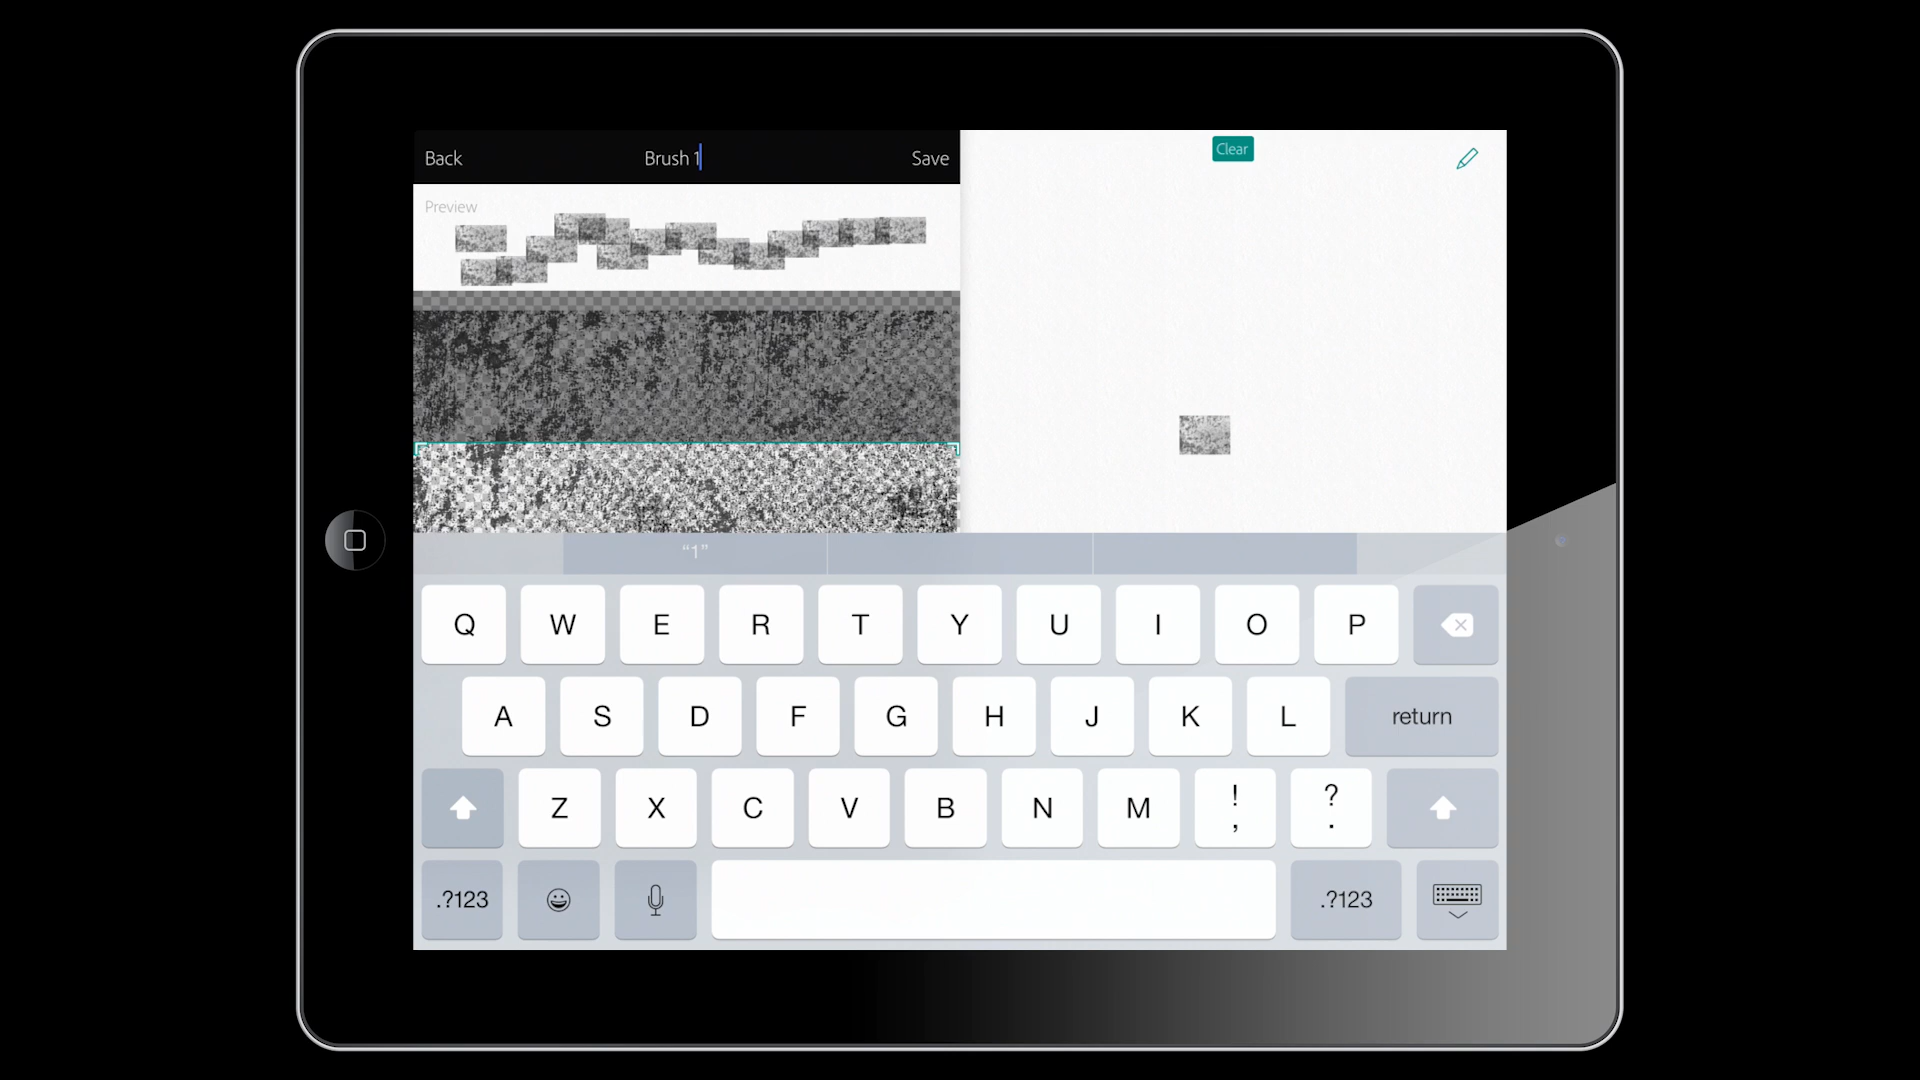 Back Brush 1 Save Clear
Preview
“1”
Q W E R T Y U I O P
A S D F G H J K L return
Z X C V B N M ! , ? .
.?123 .?123